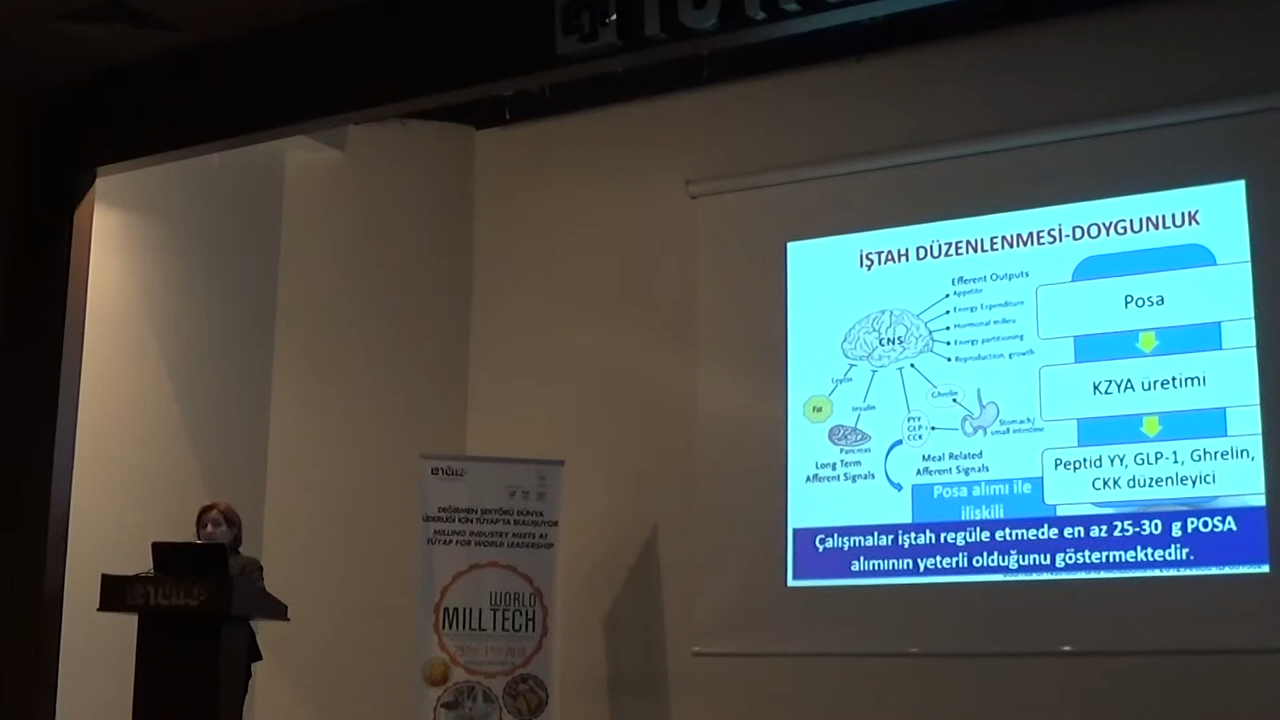 İŞTAH DÜZENLENMESİ-DOYGUNLUK
Efferent Outputs
Appetite
Energy Expenditure
Hormonal milieu
Energy partitioning
Reproduction, growth
CNS
Leptin
Fat
Insulin
Pancreas
Long Term
Afferent Signals
Ghrelin
PYY
GLP-1
CCK
Stomach/
small intestine
Meal Related
Afferent Signals
Posa
KZYA üretimi
Peptid YY, GLP-1, Ghrelin,
CKK düzenleyici
Posa alımı ile
ilişkili
Çalışmalar iştah regüle etmede en az 25-30 g POSA
alımının yeterli olduğunu göstermektedir.
DEĞİRMEN SEKTÖRÜ DÜNYA
LİDERLİĞİ İÇİN TÜYAP'TA BULUŞUYOR
MILLING INDUSTRY MEETS AT
TÜYAP FOR WORLD LEADERSHIP
WORLD
MILLTECH